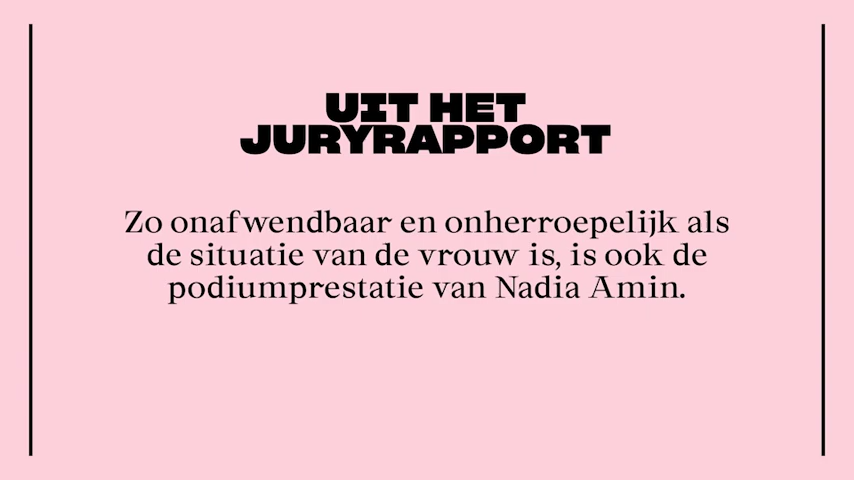 UIT HET
JURYRAPPORT
Zo onafwendbaar en onherroepelijk als
de situatie van de vrouw is, is ook de
podiumprestatie van Nadia Amin.